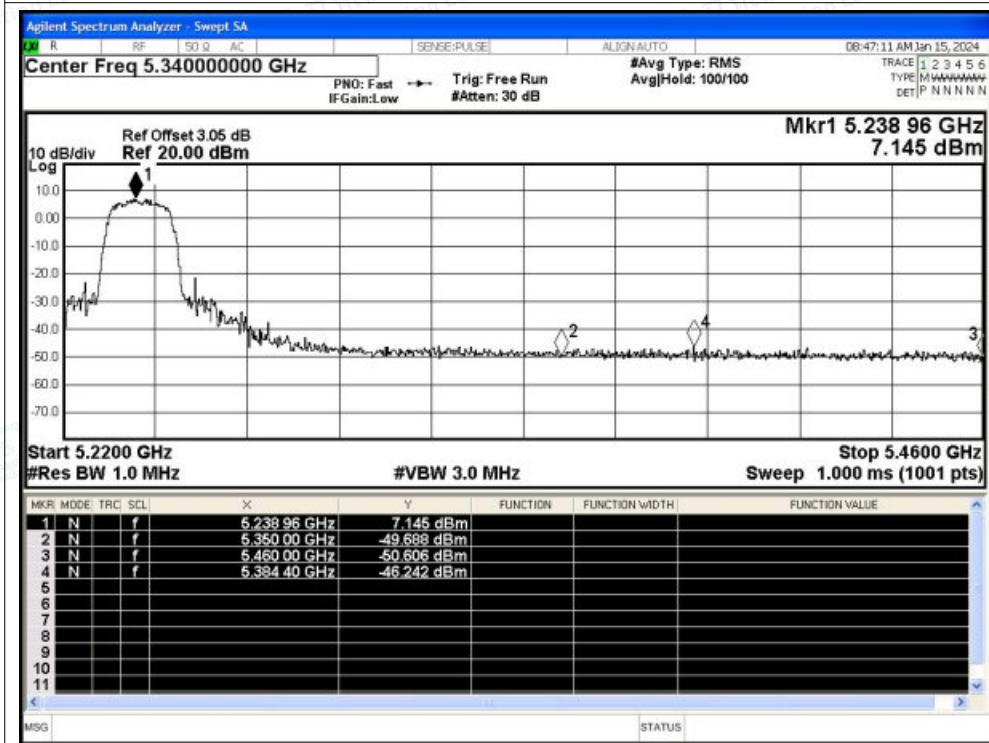 Agilent Spectrum Analyzer - Swept SA
LXI R RF 50 Ω AC SENSE:PULSE ALIGN AUTO 08:47:11 AM Jan 15, 2024
Center Freq 5.340000000 GHz
PNO: Fast
IFGain:Low
Trig: Free Run
#Atten: 30 dB
#Avg Type: RMS
Avg|Hold: 100/100
TRACE 1 2 3 4 5 6
TYPE M WWWWW
DET P N N N N N
Mkr1 5.238 96 GHz
7.145 dBm
Ref Offset 3.05 dB
10 dB/div Ref 20.00 dBm
Log
1
10.0
0.00
-10.0
-20.0
-30.0
-40.0
2
4
3
-50.0
-60.0
-70.0
Start 5.2200 GHz Stop 5.4600 GHz
#Res BW 1.0 MHz #VBW 3.0 MHz Sweep 1.000 ms (1001 pts)
MKR MODE TRC SCL X Y FUNCTION FUNCTION WIDTH FUNCTION VALUE
1 N f 5.238 96 GHz 7.145 dBm
2 N f 5.350 00 GHz -49.688 dBm
3 N f 5.460 00 GHz -50.606 dBm
4 N f 5.384 40 GHz -46.242 dBm
5
6
7
8
9
10
11
MSG STATUS